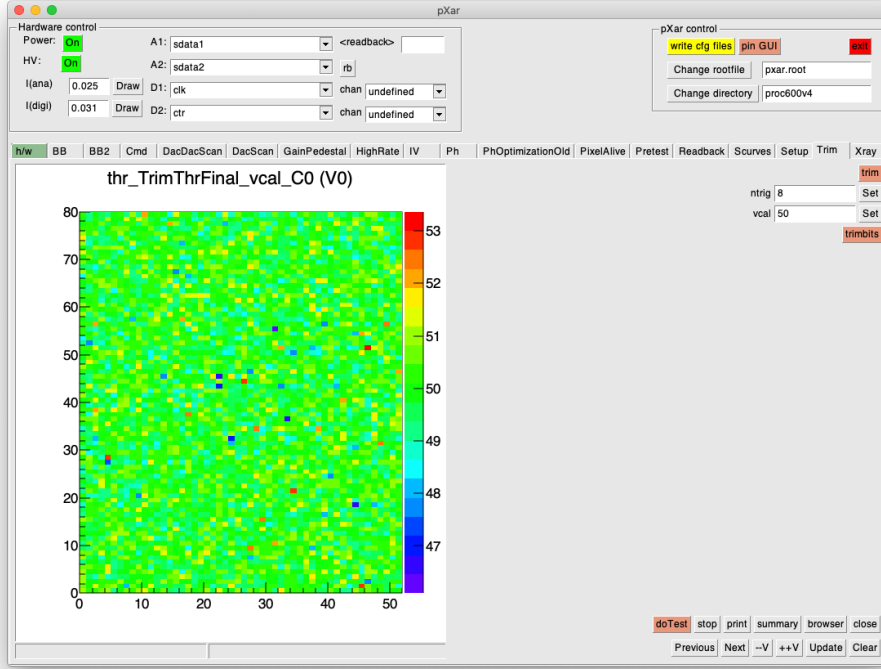 pXar
Hardware control
Power: On A1: sdata1 <readback>
HV: On A2: sdata2 rb
I(ana) 0.025 Draw D1: clk chan undefined
I(digi) 0.031 Draw D2: ctr chan undefined
pXar control
write cfg files pin GUI exit
Change rootfile pxar.root
Change directory proc600v4
h/w BB BB2 Cmd DacDacScan DacScan GainPedestal HighRate IV Ph PhOptimizationOld PixelAlive Pretest Readback Scurves Setup Trim Xray
thr_TrimThrFinal_vcal_C0 (V0)
80
70
60
50
40
30
20
10
0
0 10 20 30 40 50
53
52
51
50
49
48
47
trim
ntrig 8 Set
vcal 50 Set
trimbits
doTest stop print summary browser close
Previous Next --V ++V Update Clear